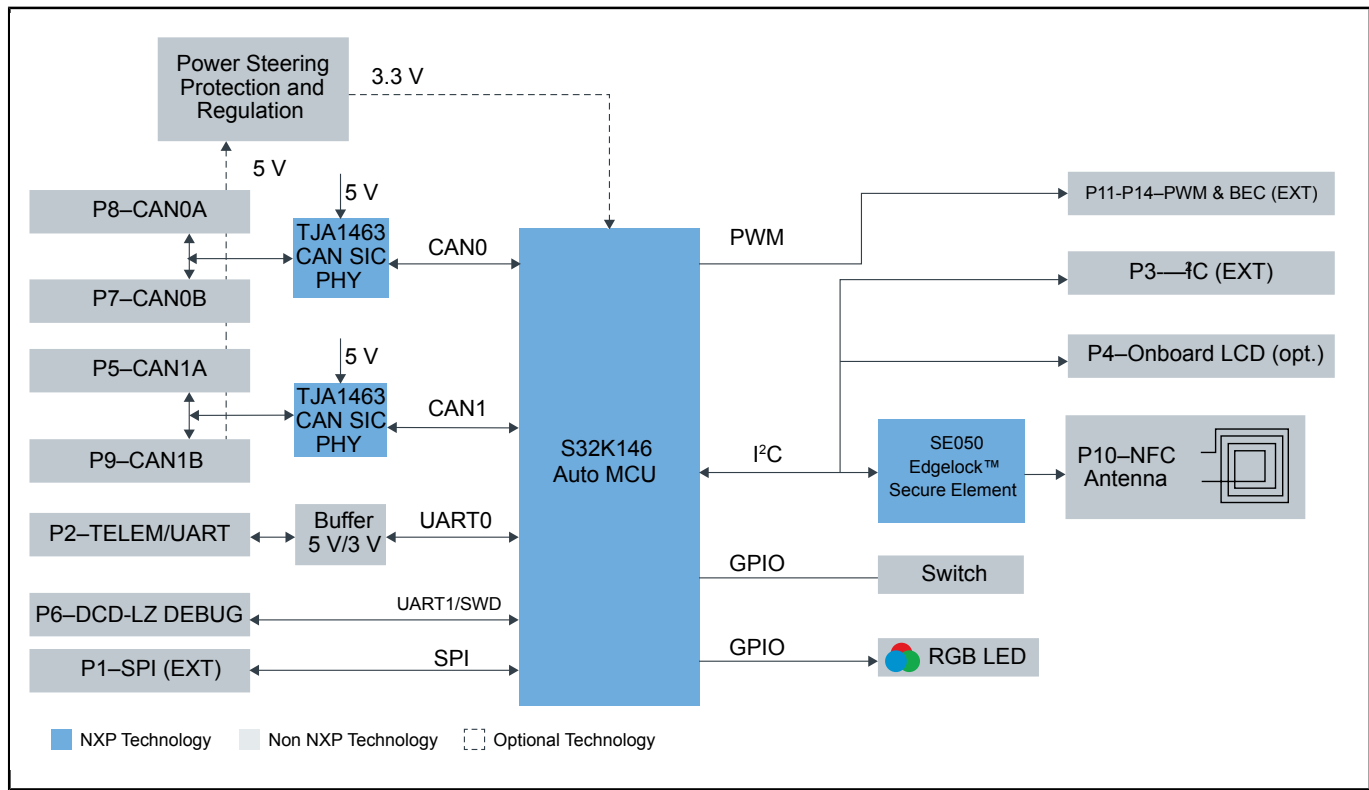 Power Steering
Protection and
Regulation
3.3 V
5 V
P8–CAN0A
P7–CAN0B
P5–CAN1A
P9–CAN1B
5 V
TJA1463
CAN SIC
PHY
CAN0
5 V
TJA1463
CAN SIC
PHY
CAN1
P2–TELEM/UART
Buffer
5 V/3 V
UART0
P6–DCD-LZ DEBUG
UART1/SWD
P1–SPI (EXT)
SPI
S32K146
Auto MCU
PWM
P11-P14–PWM & BEC (EXT)
P3-—²IC (EXT)
P4–Onboard LCD (opt.)
I²C
SE050
Edgelock™
Secure Element
P10–NFC
Antenna
GPIO
Switch
GPIO
RGB LED
NXP Technology
Non NXP Technology
Optional Technology